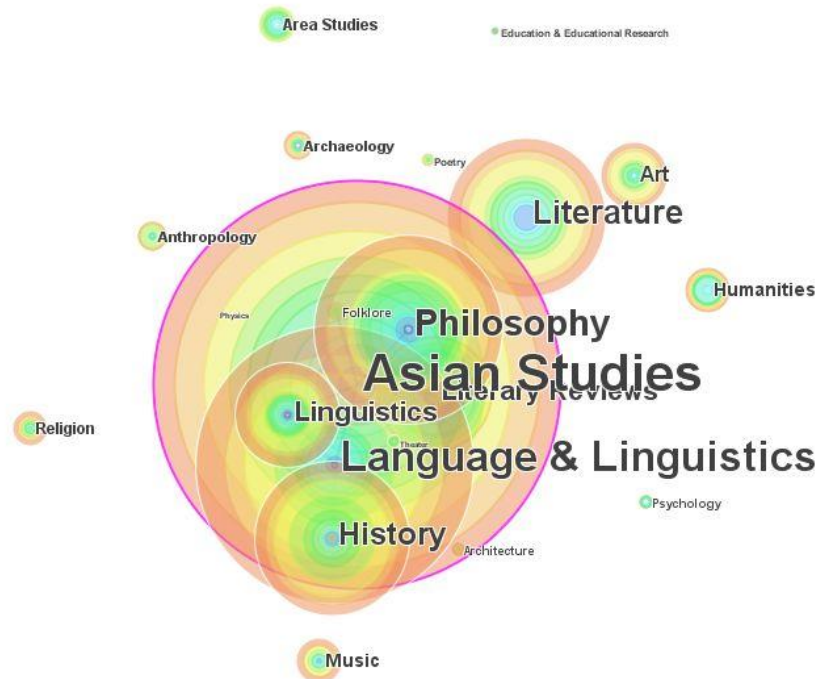 Area Studies
Education & Educational Research
Archaeology
Poetry
Art
Literature
Anthropology
Humanities
Physics
Folklore
Philosophy
Asian Studies
Literary Reviews
Linguistics
Religion
Theater
Language & Linguistics
Psychology
History
Architecture
Music